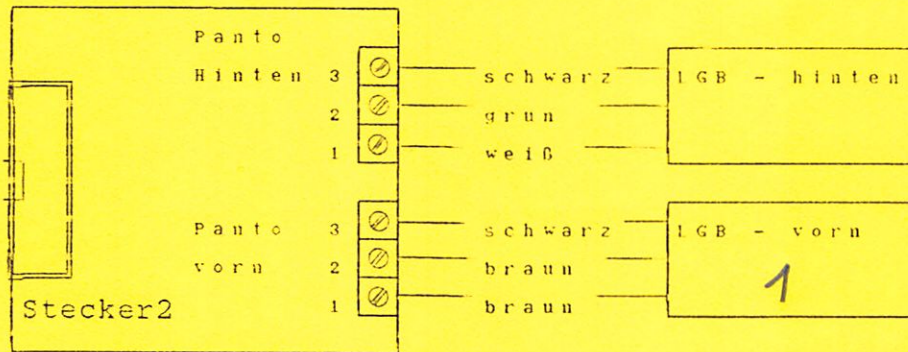 Panto
Hinten 3 schwarz LGB - hinten
2 grun
1 weiß
Panto 3 schwarz LGB - vorn
vorn 2 braun 1
1 braun
Stecker2